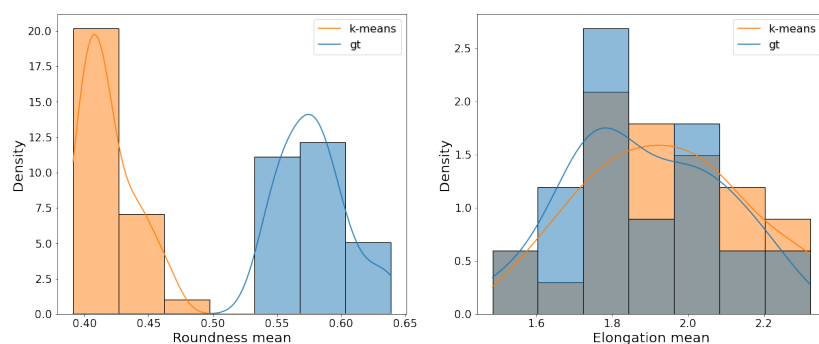 k-means
gt
20.0
17.5
15.0
12.5
10.0
7.5
5.0
2.5
0.0
Density
0.40 0.45 0.50 0.55 0.60 0.65
Roundness mean
k-means
gt
2.5
2.0
1.5
1.0
0.5
0.0
Density
1.6 1.8 2.0 2.2
Elongation mean